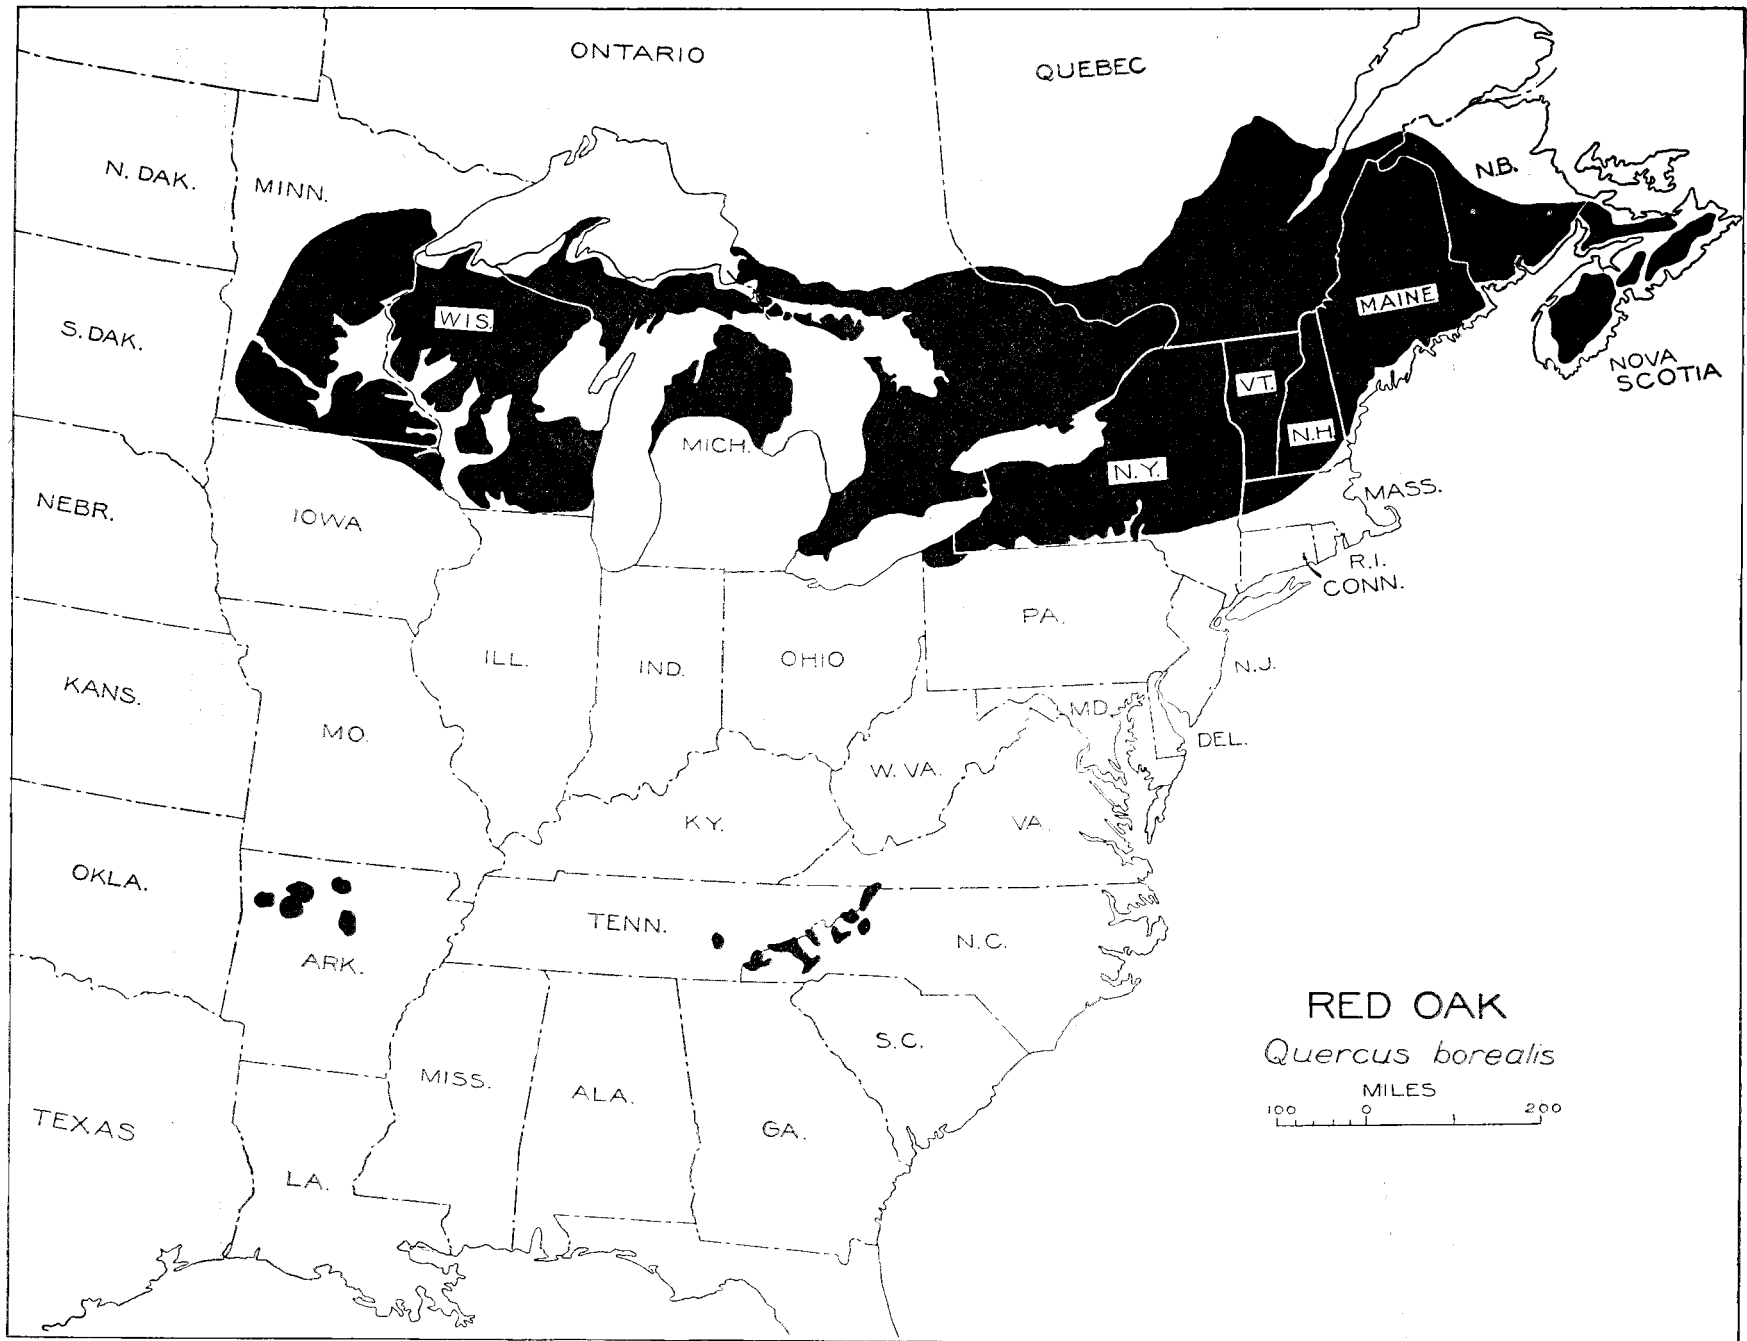 ONTARIO
QUEBEC
N. DAK.
MINN.
N.B.
S. DAK.
WIS.
MAINE
NOVA
SCOTIA
VT.
MICH.
N.H.
N.Y.
MASS.
NEBR.
IOWA
R.I.
CONN.
PA.
ILL.
IND.
OHIO
N.J.
KANS.
MO.
MD.
DEL.
W. VA.
KY.
VA.
OKLA.
TENN.
N.C.
ARK.
RED OAK
Quercus borealis
MILES
100 0 200
S.C.
MISS.
ALA.
TEXAS
GA.
LA.